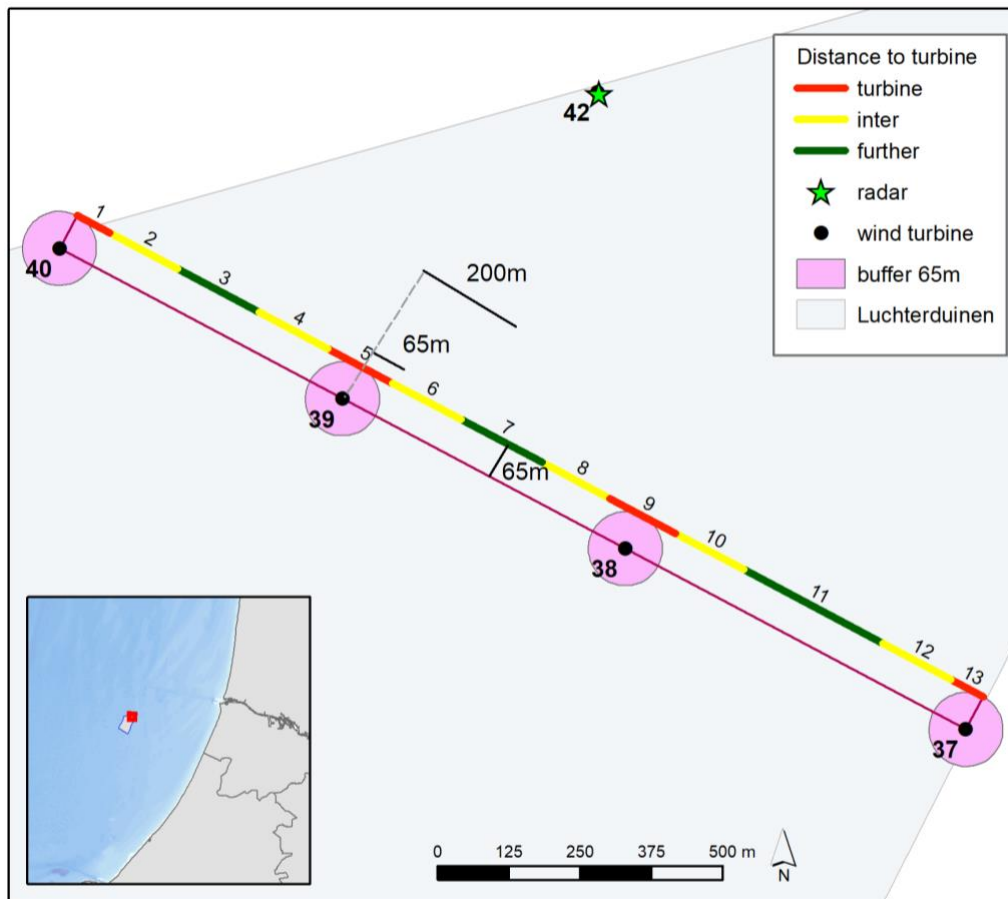 Distance to turbine
turbine
inter
further
radar
wind turbine
buffer 65m
Luchterduinen
42
1
2
40
3
200m
4
65m
5
39
6
7
65m
8
9
38
10
11
12
13
37
0 125 250 375 500 m
N